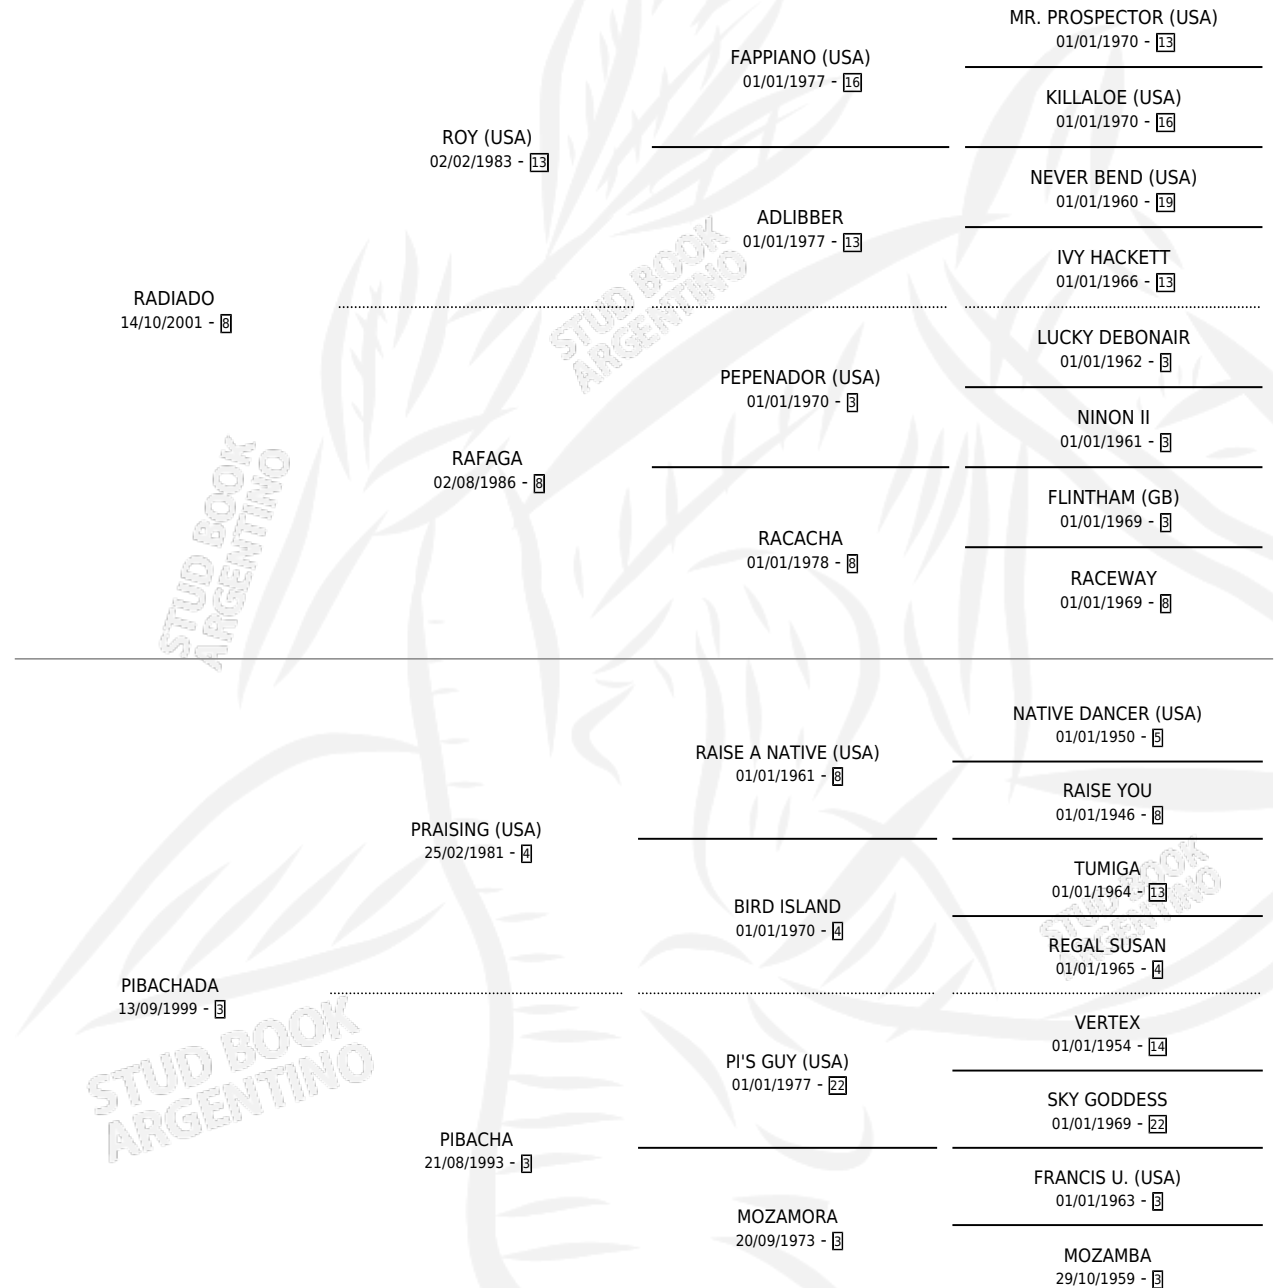 MR. PROSPECTOR (USA)
01/01/1970 - 13
FAPPIANO (USA)
01/01/1977 - 16
KILLALOE (USA)
01/01/1970 - 16
ROY (USA)
02/02/1983 - 13
NEVER BEND (USA)
01/01/1960 - 19
ADLIBBER
01/01/1977 - 13
IVY HACKETT
01/01/1966 - 13
RADIADO
14/10/2001 - 8
LUCKY DEBONAIR
01/01/1962 - 3
PEPENADOR (USA)
01/01/1970 - 3
NINON II
01/01/1961 - 3
RAFAGA
02/08/1986 - 8
FLINTHAM (GB)
01/01/1969 - 3
RACACHA
01/01/1978 - 8
RACEWAY
01/01/1969 - 8
STUD BOOK
ARGENTINO
STUD BOOK
ARGENTINO
NATIVE DANCER (USA)
01/01/1950 - 5
RAISE A NATIVE (USA)
01/01/1961 - 8
RAISE YOU
01/01/1946 - 8
PRAISING (USA)
25/02/1981 - 4
TUMIGA
01/01/1964 - 13
BIRD ISLAND
01/01/1970 - 4
REGAL SUSAN
01/01/1965 - 4
PIBACHADA
13/09/1999 - 3
VERTEX
01/01/1954 - 14
PI'S GUY (USA)
01/01/1977 - 22
SKY GODDESS
01/01/1969 - 22
PIBACHA
21/08/1993 - 3
FRANCIS U. (USA)
01/01/1963 - 3
MOZAMORA
20/09/1973 - 3
MOZAMBA
29/10/1959 - 3
STUD BOOK
ARGENTINO
STUD BOOK
ARGENTINO